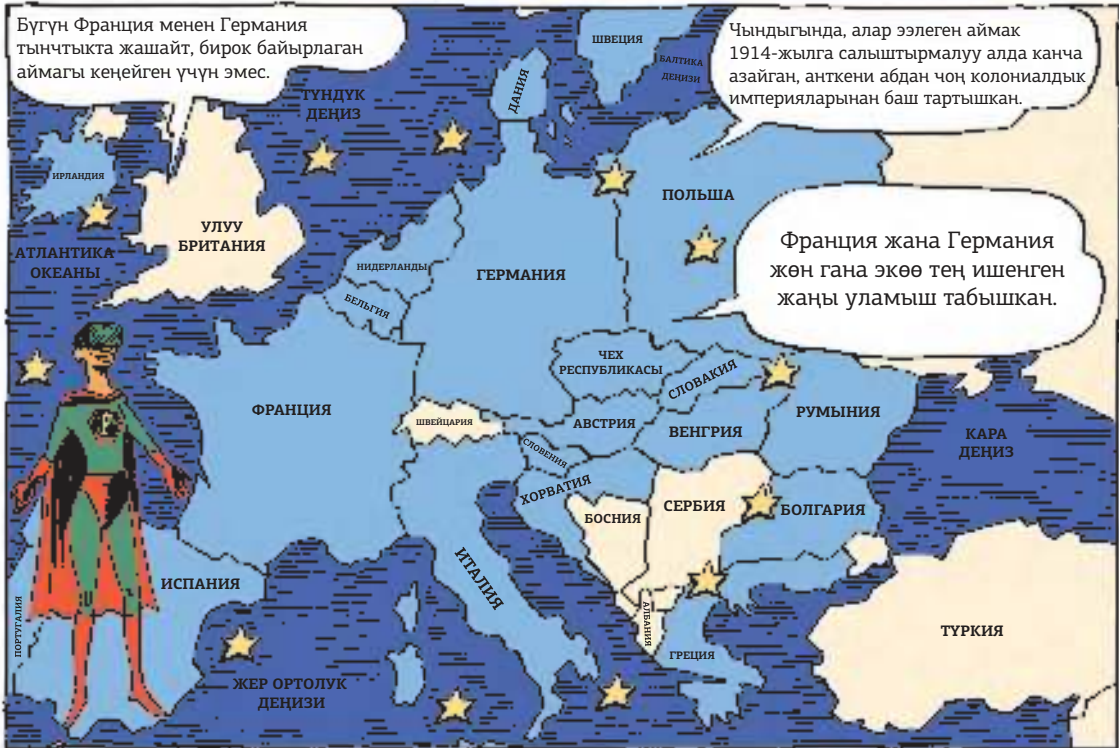 Бүгүн Франция менен Германия
тынчтыкта жашайт, бирок байырлаган
аймагы кеңейген үчүн эмес.
Чындыгында, алар ээлеген аймак
1914-жылга салыштырмалуу алда канча
азайган, анткени абдан чоң колониалдык
империяларынан баш тартышкан.
Франция жана Германия
жөн гана экөө тең ишенген
жаңы уламыш табышкан.
ШВЕЦИЯ
БАЛТИКА
ДЕҢИЗИ
ДАНИЯ
ТҮНДҮК
ДЕҢИЗ
ИРЛАНДИЯ
УЛУУ
БРИТАНИЯ
АТЛАНТИКА
ОКЕАНЫ
ПОЛЬША
НИДЕРЛАНДЫ
БЕЛЬГИЯ
ГЕРМАНИЯ
ЧЕХ
РЕСПУБЛИКАСЫ
СЛОВАКИЯ
ФРАНЦИЯ
ШВЕЙЦАРИЯ
АВСТРИЯ
ВЕНГРИЯ
РУМЫНИЯ
СЛОВЕНИЯ
ХОРВАТИЯ
КАРА
ДЕҢИЗ
БОСНИЯ
СЕРБИЯ
БОЛГАРИЯ
ИТАЛИЯ
ИСПАНИЯ
ПОРТУГАЛИЯ
АЛБАНИЯ
ГРЕЦИЯ
ТҮРКИЯ
ЖЕР ОРТОЛУК
ДЕҢИЗИ